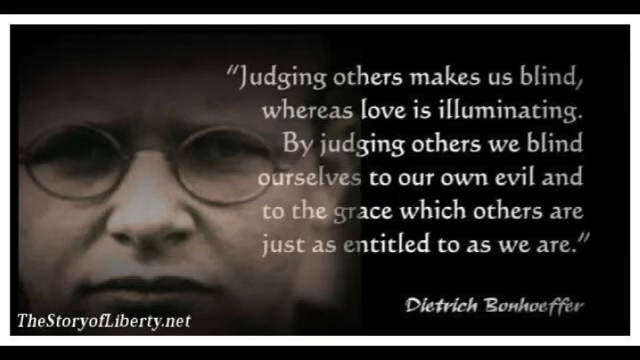 “Judging others makes us blind,
whereas love is illuminating.
By judging others we blind
ourselves to our own evil and
to the grace which others are
just as entitled to as we are.”
Dietrich Bonhoeffer
TheStoryofLiberty.net